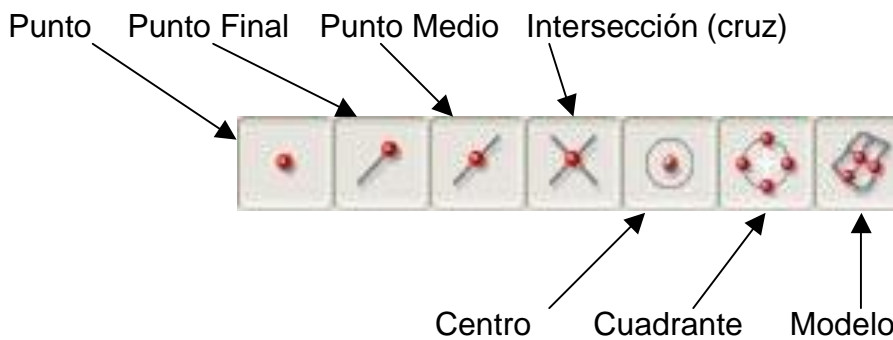 Punto Punto Final Punto Medio Intersección (cruz)
Centro Cuadrante Modelo